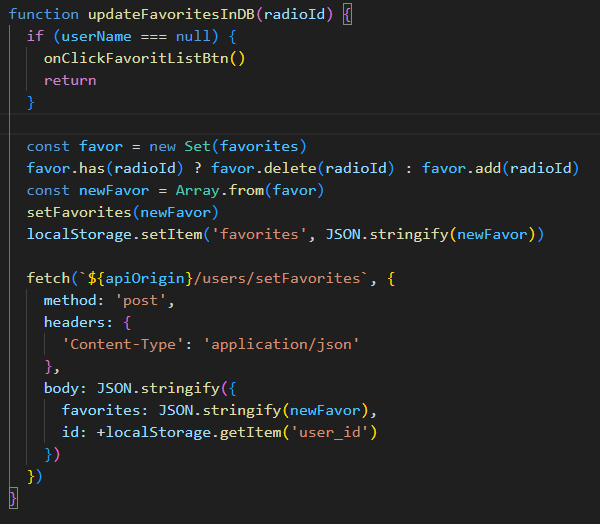 function updateFavoritesInDB(radioId) {
if (userName === null) {
onClickFavoritListBtn()
return
}
const favor = new Set(favorites)
favor.has(radioId) ? favor.delete(radioId) : favor.add(radioId)
const newFavor = Array.from(favor)
setFavorites(newFavor)
localStorage.setItem('favorites', JSON.stringify(newFavor))
fetch(`${apiOrigin}/users/setFavorites`, {
method: 'post',
headers: {
'Content-Type': 'application/json'
},
body: JSON.stringify({
favorites: JSON.stringify(newFavor),
id: +localStorage.getItem('user_id')
})
})
}